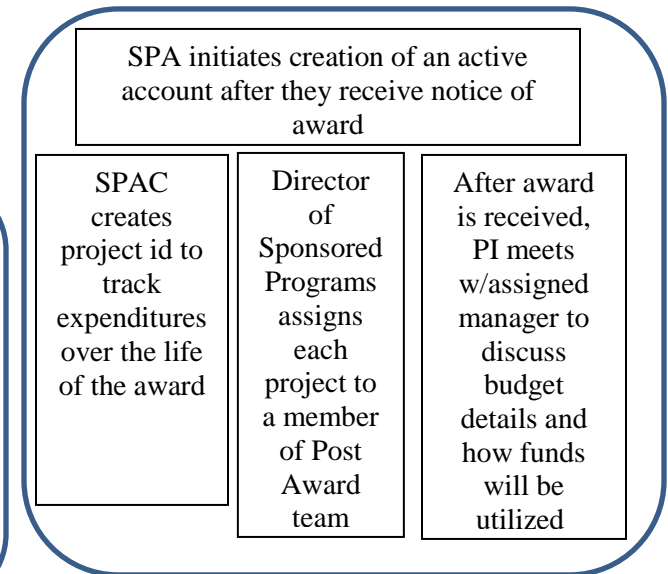 SPA initiates creation of an active
account after they receive notice of
award
SPAC
creates
project id to
track
expenditures
over the life
of the award
Director
of
Sponsored
Programs
assigns
each
project to
a member
of Post
Award
team
After award
is received,
PI meets
w/assigned
manager to
discuss
budget
details and
how funds
will be
utilized